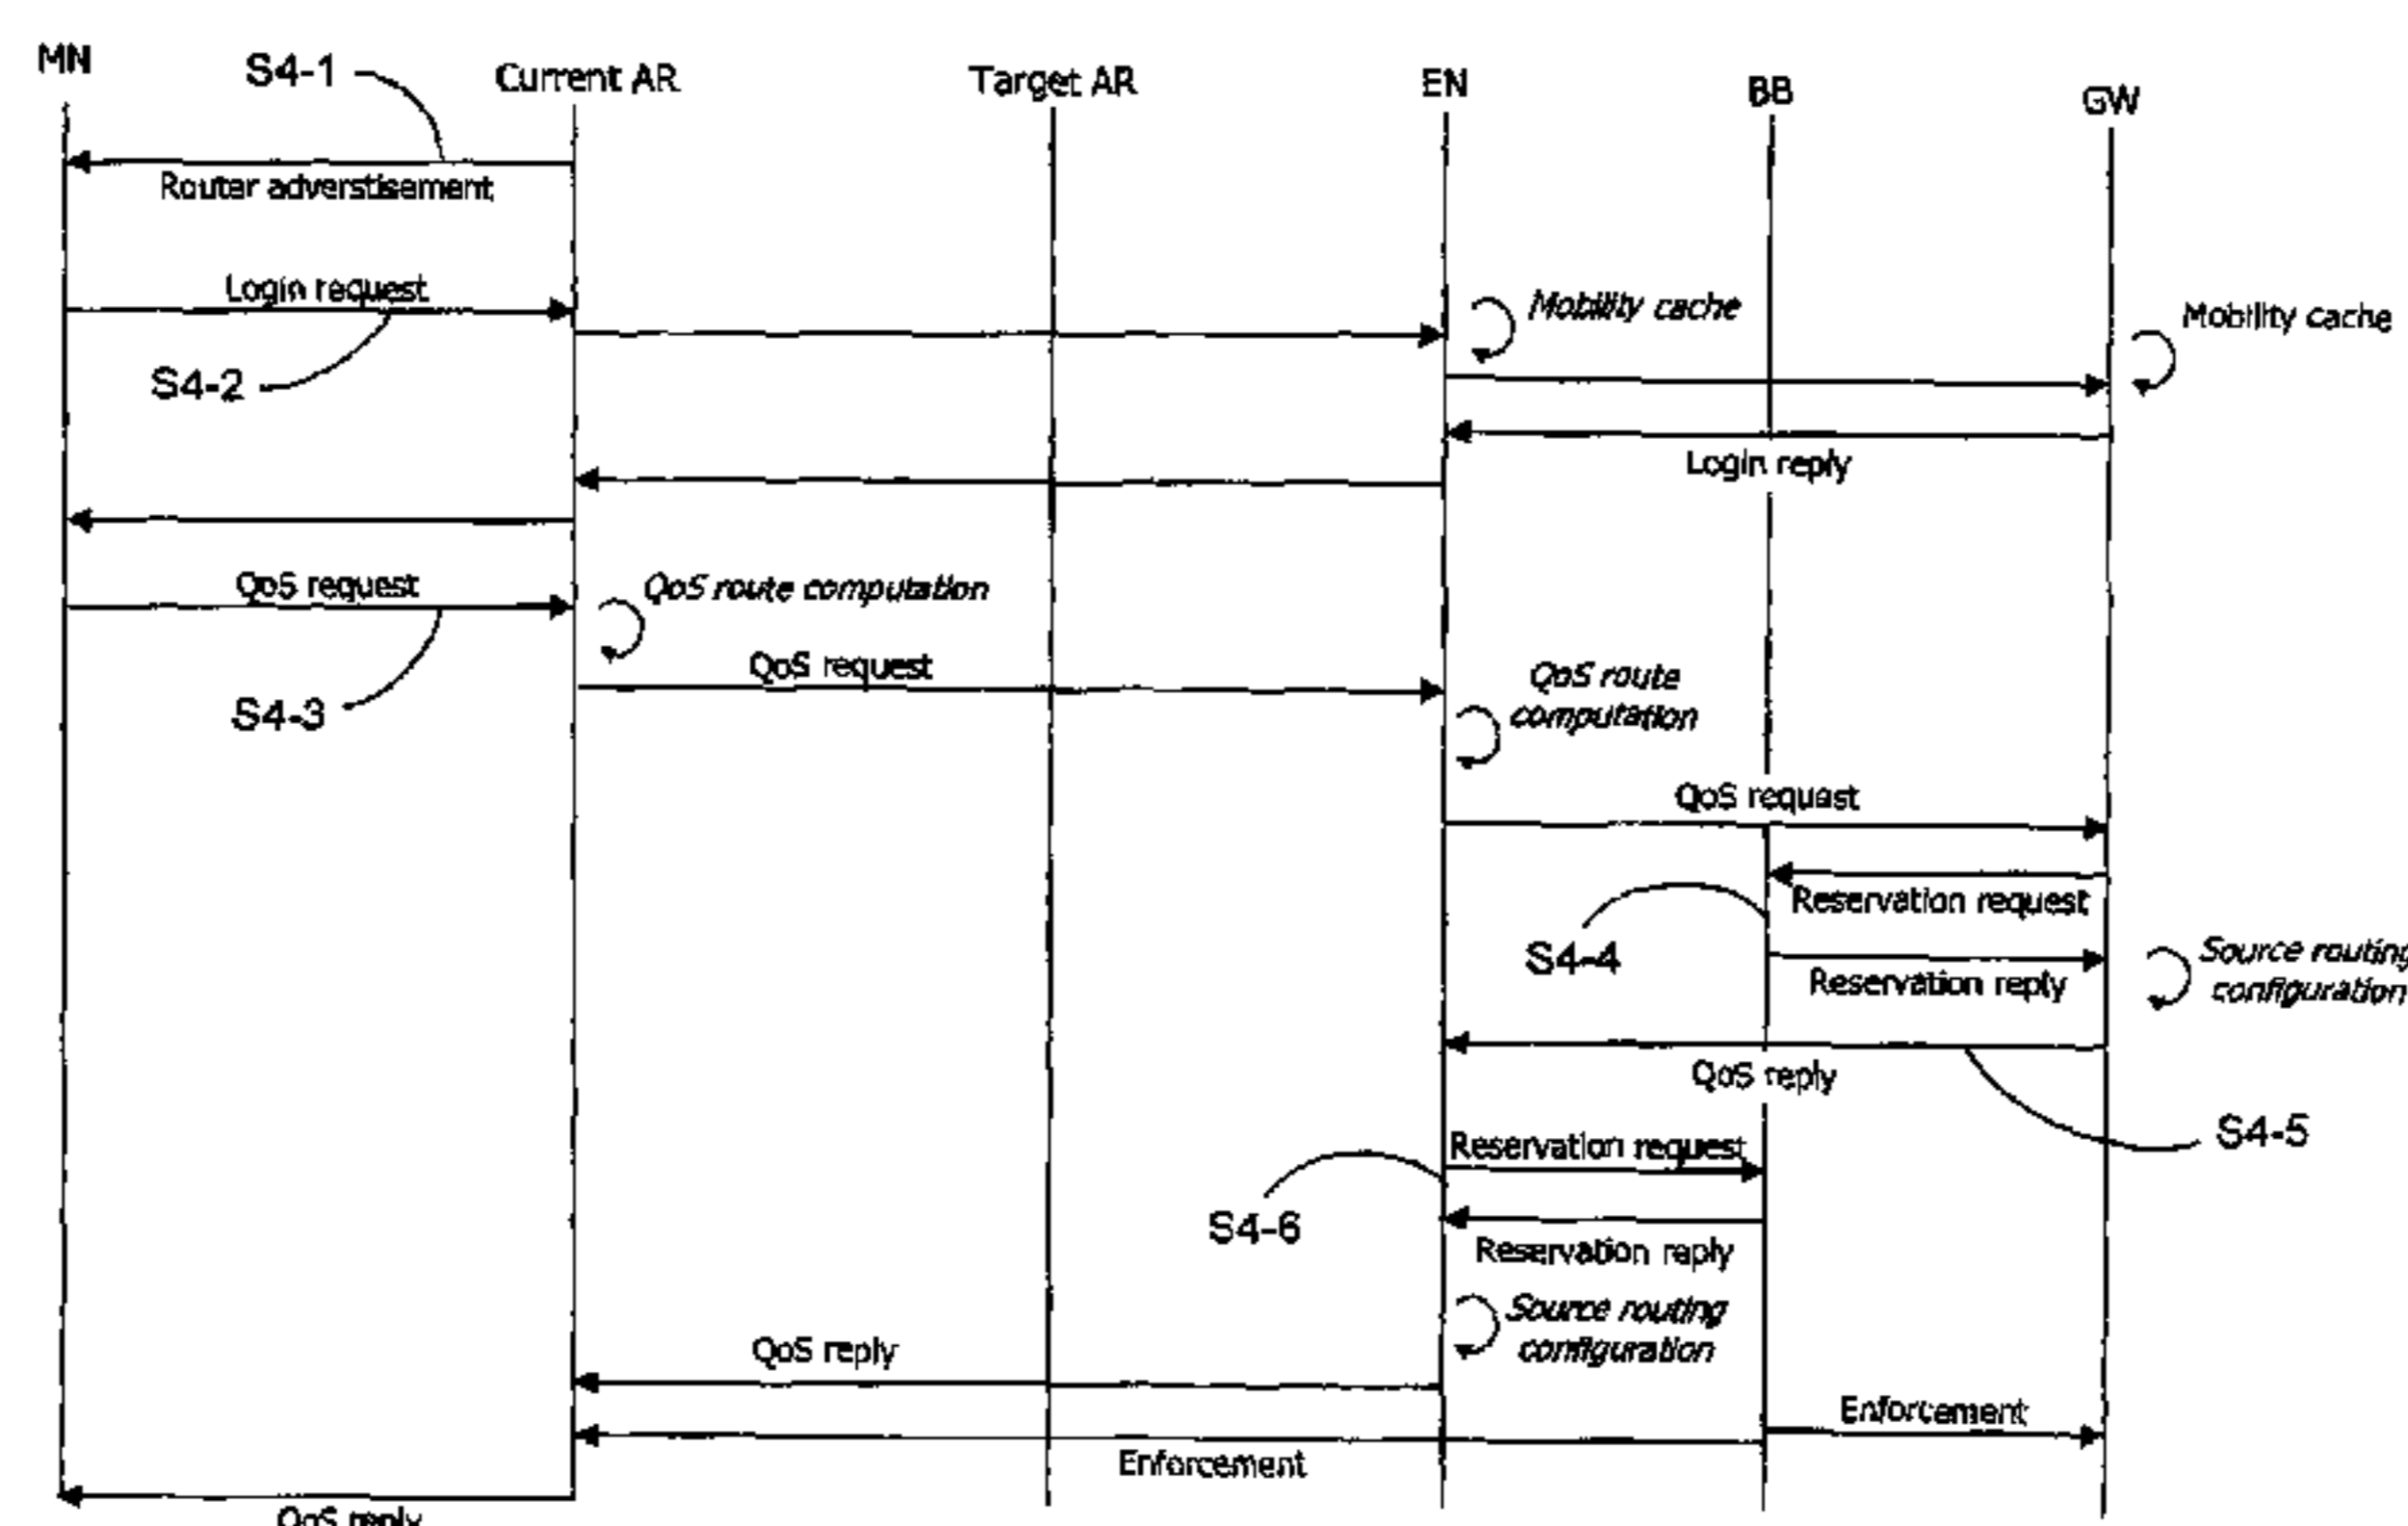 MN
S4-1
Current AR
Target AR
EN
BB
GW
Router adverstisement
Login request
Mobility cache
Mobility cache
S4-2
Login reply
QoS request
QoS route computation
QoS request
QoS route
computation
S4-3
QoS request
Reservation request
S4-4
Source routing
configuration
Reservation reply
QoS reply
S4-5
Reservation request
S4-6
Reservation reply
Source routing
configuration
QoS reply
Enforcement
Enforcement
QoS reply